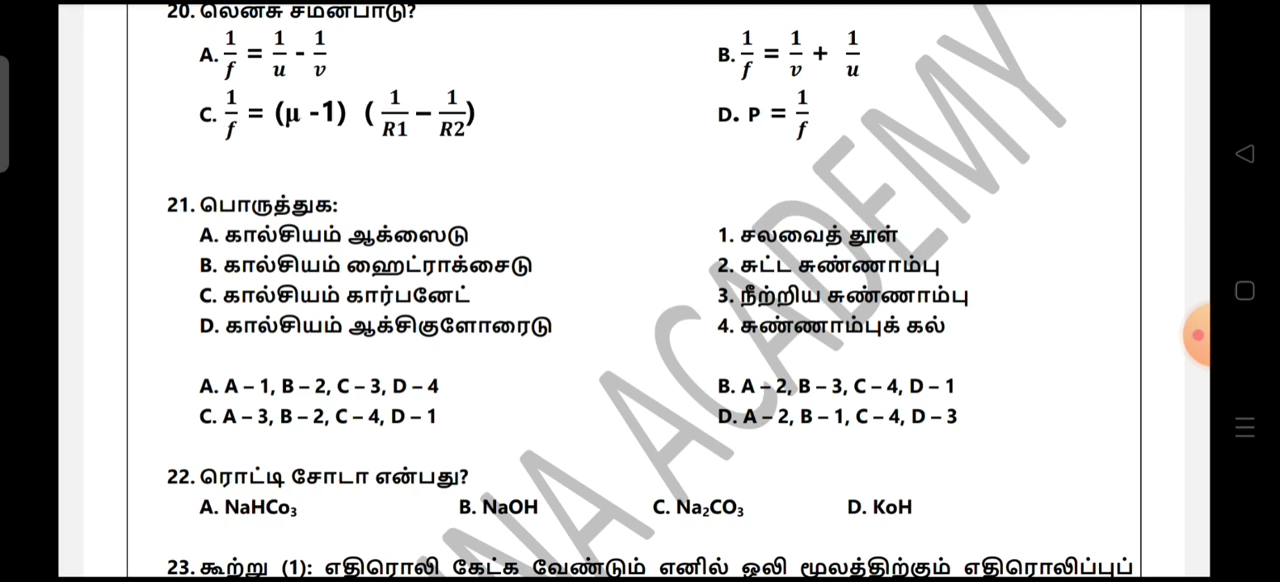 20. லென்சு சமன்பாடு?
A. 1/f = 1/u - 1/v B. 1/f = 1/v + 1/u
C. 1/f = (μ -1) (1/R1 − 1/R2) D. P = 1/f
21. பொருத்துக:
A. கால்சியம் ஆக்ஸைடு 1. சலவைத் தூள்
B. கால்சியம் ஹைட்ராக்சைடு 2. சுட்ட சுண்ணாம்பு
C. கால்சியம் கார்பனேட் 3. நீற்றிய சுண்ணாம்பு
D. கால்சியம் ஆக்சிகுளோரைடு 4. சுண்ணாம்புக் கல்
A. A – 1, B – 2, C – 3, D – 4 B. A – 2, B – 3, C – 4, D – 1
C. A – 3, B – 2, C – 4, D – 1 D. A – 2, B – 1, C – 4, D – 3
22. ரொட்டி சோடா என்பது?
A. NaHCo₃ B. NaOH C. Na₂CO₃ D. KoH
23. கூற்று (1): எதிரொலி கேட்க வேண்டும் எனில் ஒலி மூலத்திற்கும் எதிரொலிப்புப்
ACADEMY